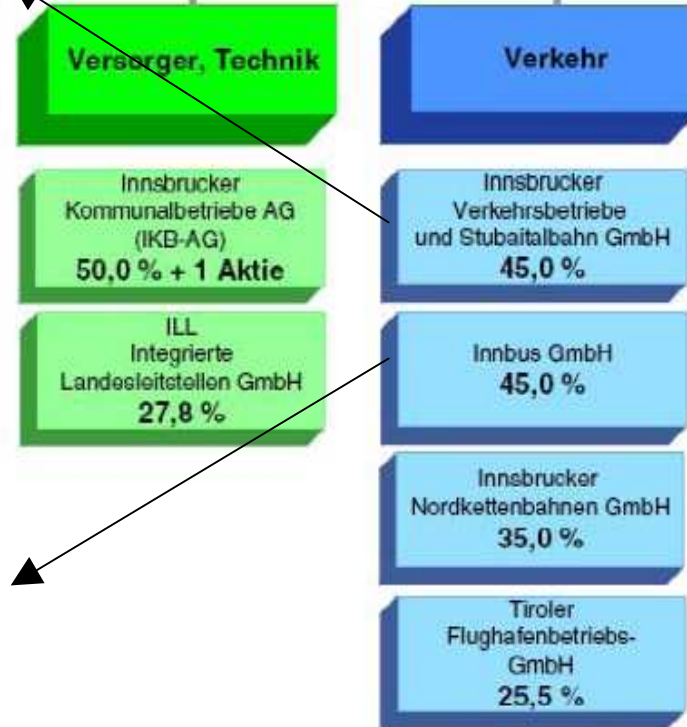 Versorger, Technik
Innsbrucker
Kommunalbetriebe AG
(IKB-AG)
50,0 % + 1 Aktie
ILL
Integrierte
Landesleitstellen GmbH
27,8 %
Verkehr
Innsbrucker
Verkehrsbetriebe
und Stubaitalbahn GmbH
45,0 %
Innbus GmbH
45,0 %
Innsbrucker
Nordkettenbahnen GmbH
35,0 %
Tiroler
Flughafenbetriebs-
GmbH
25,5 %